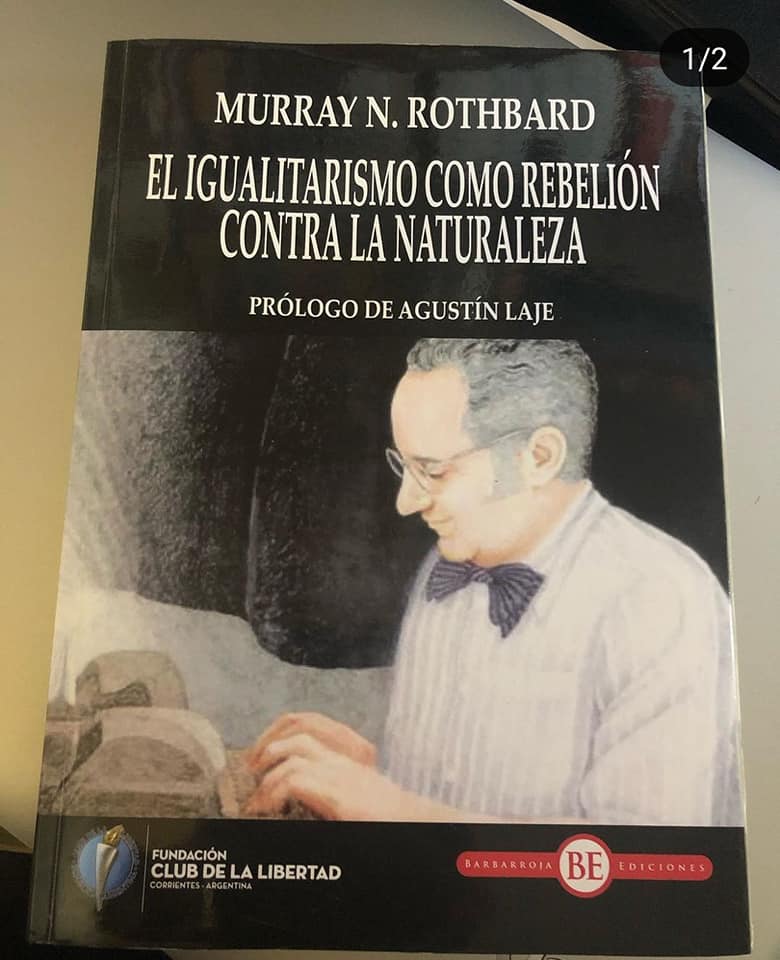 1/2
MURRAY N. ROTHBARD
EL IGUALITARISMO COMO REBELIÓN
CONTRA LA NATURALEZA
PRÓLOGO DE AGUSTÍN LAJE
FUNDACIÓN
CLUB DE LA LIBERTAD
CORRIENTES - ARGENTINA
BARBARROJA BE EDICIONES